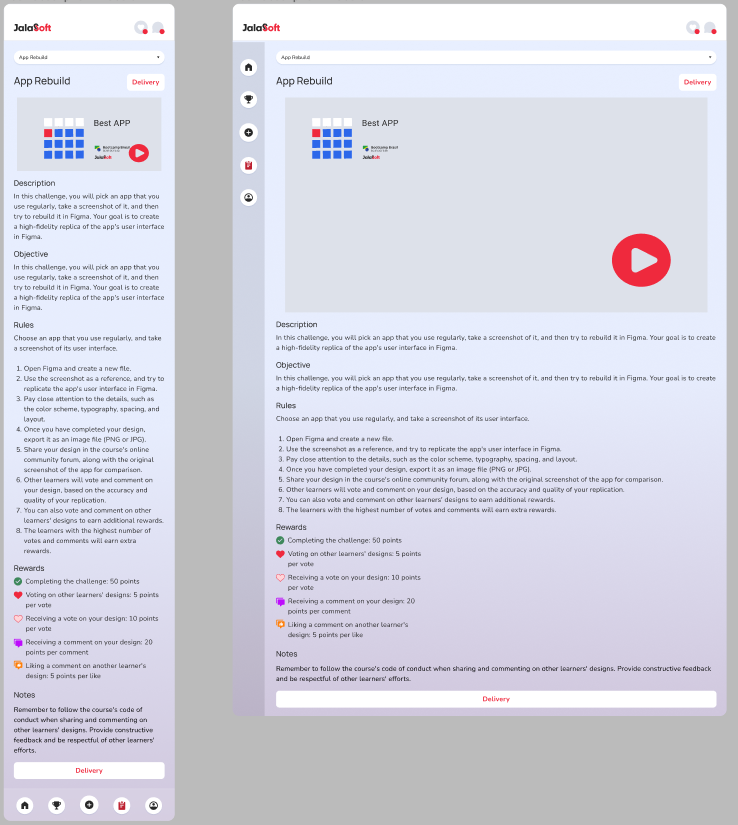 JalaSoft
App Rebuild
App Rebuild
Delivery
Best APP
Bootcamp Brasil
JalaSoft
Description
In this challenge, you will pick an app that you
use regularly, take a screenshot of it, and then
try to rebuild it in Figma. Your goal is to create
a high-fidelity replica of the app's user interface
in Figma.
Objective
In this challenge, you will pick an app that you
use regularly, take a screenshot of it, and then
try to rebuild it in Figma. Your goal is to create
a high-fidelity replica of the app's user interface
in Figma.
Rules
Choose an app that you use regularly, and take
a screenshot of its user interface.
1. Open Figma and create a new file.
2. Use the screenshot as a reference, and try to
replicate the app's user interface in Figma.
3. Pay close attention to the details, such as
the color scheme, typography, spacing, and
layout.
4. Once you have completed your design,
export it as an image file (PNG or JPG).
5. Share your design in the course's online
community forum, along with the original
screenshot of the app for comparison.
6. Other learners will vote and comment on
your design, based on the accuracy and
quality of your replication.
7. You can also vote and comment on other
learners' designs to earn additional rewards.
8. The learners with the highest number of
votes and comments will earn extra
rewards.
Rewards
Completing the challenge: 50 points
Voting on other learners' designs: 5 points
per vote
Receiving a vote on your design: 10 points
per vote
Receiving a comment on your design: 20
points per comment
Liking a comment on another learner's
design: 5 points per like
Notes
Remember to follow the course's code of
conduct when sharing and commenting on
other learners' designs. Provide constructive
feedback and be respectful of other learners'
efforts.
Delivery
JalaSoft
App Rebuild
App Rebuild
Delivery
Best APP
Bootcamp Brasil
JalaSoft
Description
In this challenge, you will pick an app that you use regularly, take a screenshot of it, and then try to rebuild it in Figma. Your goal is to create
a high-fidelity replica of the app's user interface in Figma.
Objective
In this challenge, you will pick an app that you use regularly, take a screenshot of it, and then try to rebuild it in Figma. Your goal is to create
a high-fidelity replica of the app's user interface in Figma.
Rules
Choose an app that you use regularly, and take a screenshot of its user interface.
1. Open Figma and create a new file.
2. Use the screenshot as a reference, and try to replicate the app's user interface in Figma.
3. Pay close attention to the details, such as the color scheme, typography, spacing, and layout.
4. Once you have completed your design, export it as an image file (PNG or JPG).
5. Share your design in the course's online community forum, along with the original screenshot of the app for comparison.
6. Other learners will vote and comment on your design, based on the accuracy and quality of your replication.
7. You can also vote and comment on other learners' designs to earn additional rewards.
8. The learners with the highest number of votes and comments will earn extra rewards.
Rewards
Completing the challenge: 50 points
Voting on other learners' designs: 5 points
per vote
Receiving a vote on your design: 10 points
per vote
Receiving a comment on your design: 20
points per comment
Liking a comment on another learner's
design: 5 points per like
Notes
Remember to follow the course's code of conduct when sharing and commenting on other learners' designs. Provide constructive feedback
and be respectful of other learners' efforts.
Delivery